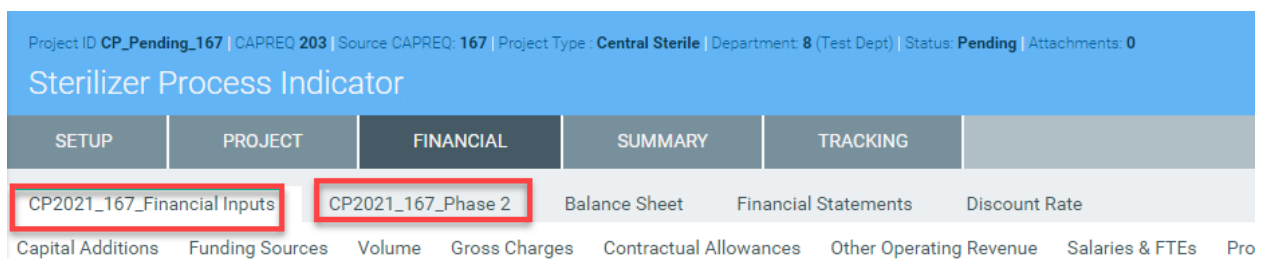 Project ID CP_Pending_167 | CAPREQ 203 | Source CAPREQ: 167 | Project Type : Central Sterile | Department: 8 (Test Dept) | Status: Pending | Attachments: 0
Sterilizer Process Indicator
SETUP PROJECT FINANCIAL SUMMARY TRACKING
CP2021_167_Financial Inputs CP2021_167_Phase 2 Balance Sheet Financial Statements Discount Rate
Capital Additions Funding Sources Volume Gross Charges Contractual Allowances Other Operating Revenue Salaries & FTEs Pro